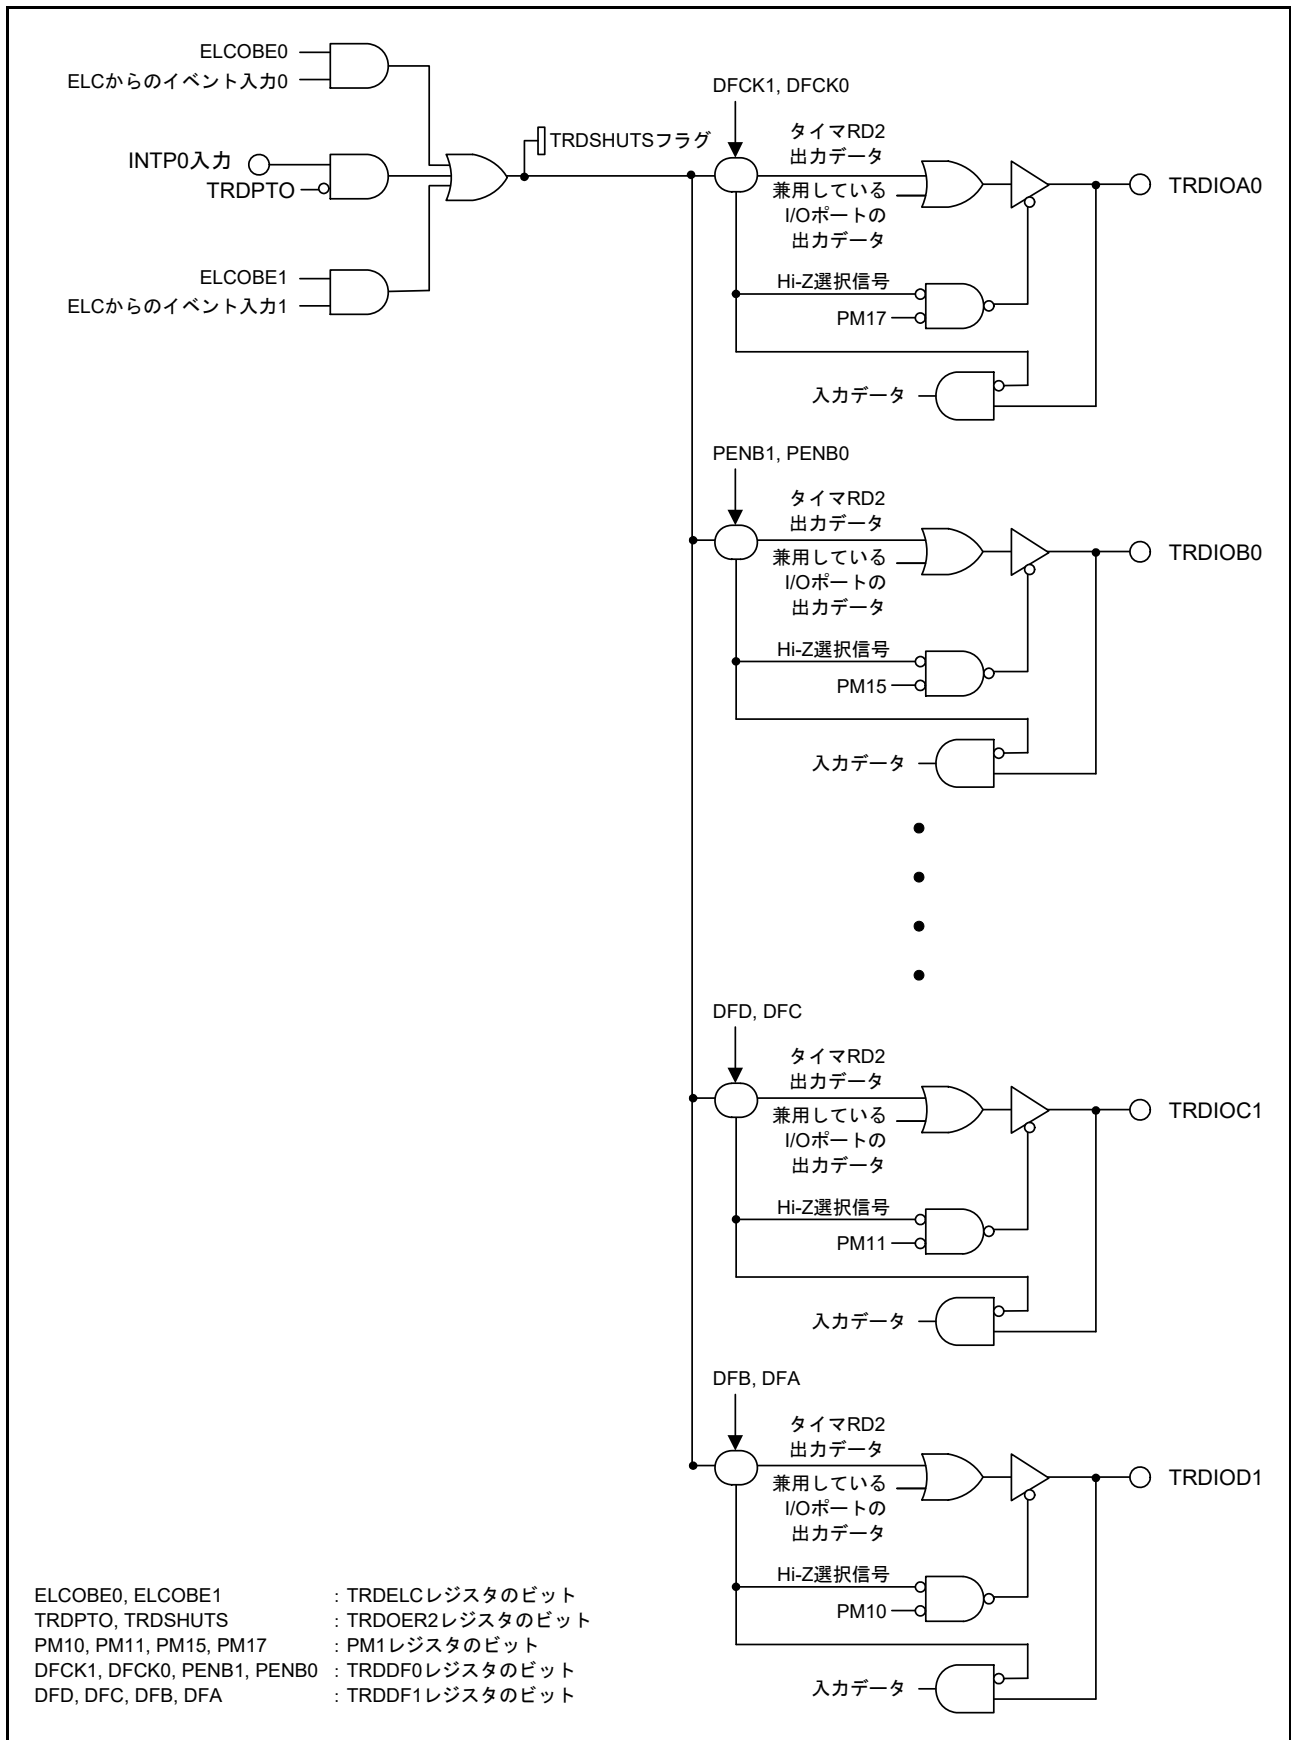 ELCOBE0
ELCからのイベント入力0
INTP0入力
TRDPTO
ELCOBE1
ELCからのイベント入力1
TRDSHUTSフラグ
DFCK1, DFCK0
タイマRD2
出力データ
兼用している
I/Oポートの
出力データ
Hi-Z選択信号
PM17
入力データ
TRDIOA0
PENB1, PENB0
タイマRD2
出力データ
兼用している
I/Oポートの
出力データ
Hi-Z選択信号
PM15
入力データ
TRDIOB0
DFD, DFC
タイマRD2
出力データ
兼用している
I/Oポートの
出力データ
Hi-Z選択信号
PM11
入力データ
TRDIOC1
DFB, DFA
タイマRD2
出力データ
兼用している
I/Oポートの
出力データ
Hi-Z選択信号
PM10
入力データ
TRDIOD1
ELCOBE0, ELCOBE1 : TRDELCレジスタのビット
TRDPTO, TRDSHUTS : TRDOER2レジスタのビット
PM10, PM11, PM15, PM17 : PM1レジスタのビット
DFCK1, DFCK0, PENB1, PENB0 : TRDDF0レジスタのビット
DFD, DFC, DFB, DFA : TRDDF1レジスタのビット